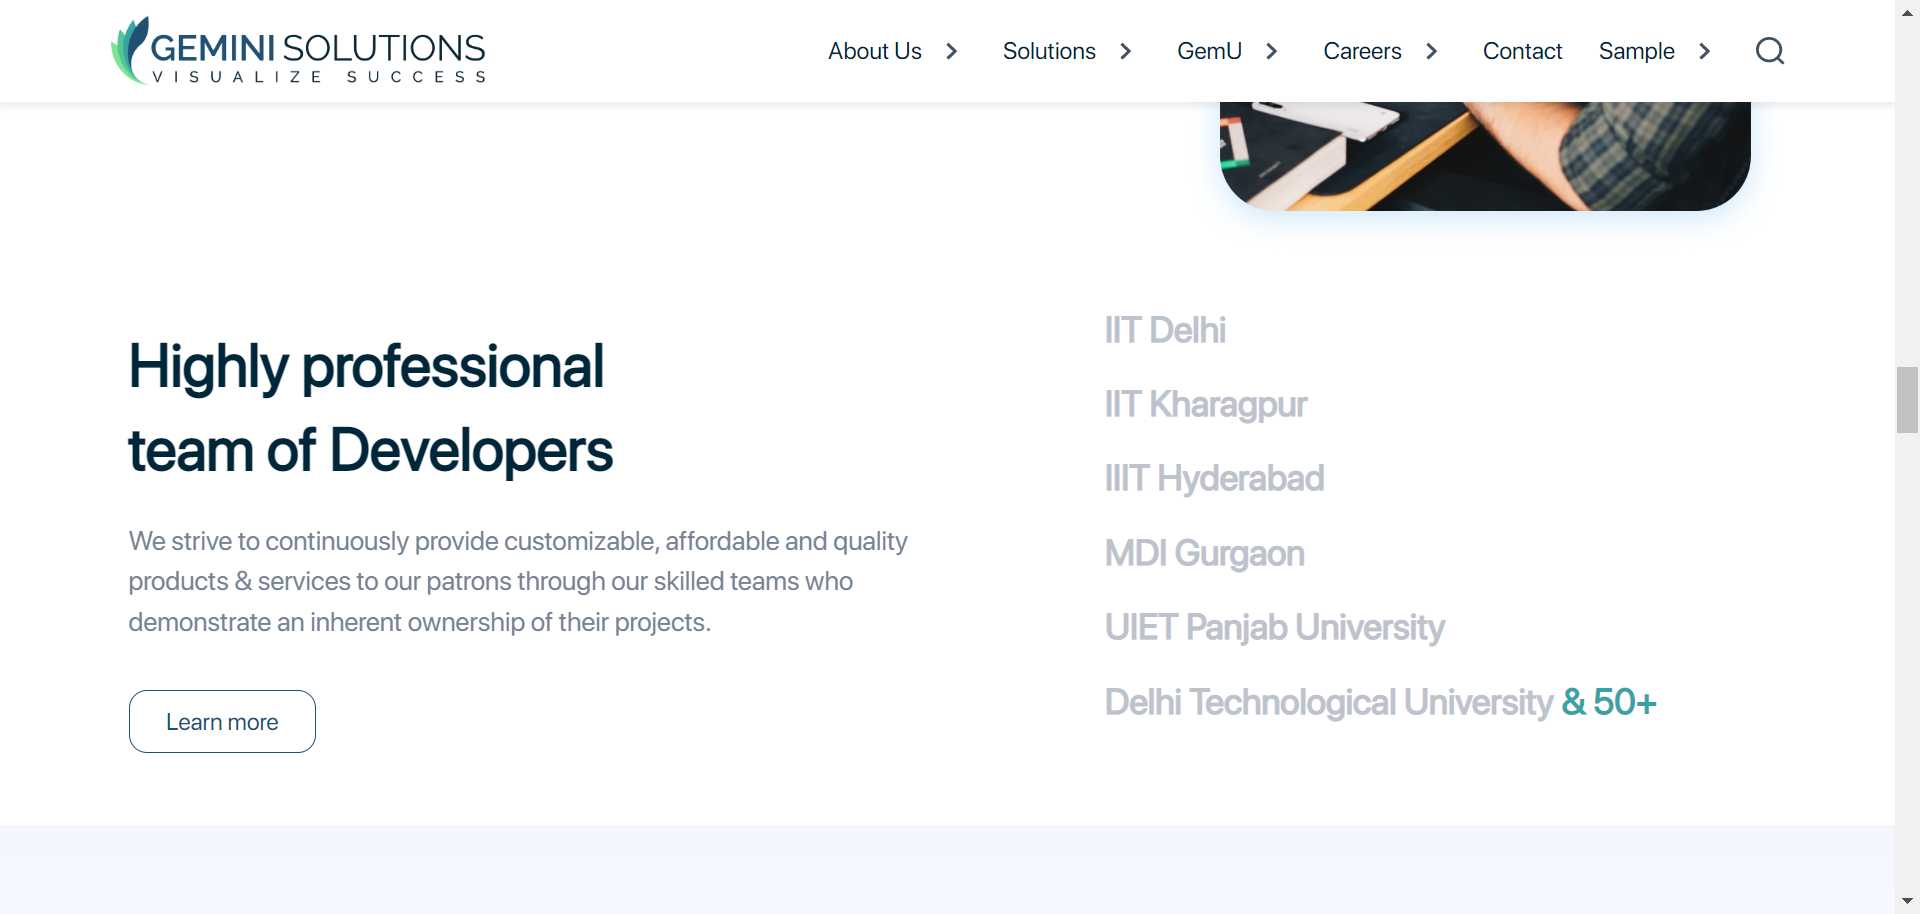 GEMINI SOLUTIONS
VISUALIZE SUCCESS
About Us
Solutions
GemU
Careers
Contact
Sample
Highly professional
team of Developers
We strive to continuously provide customizable, affordable and quality
products & services to our patrons through our skilled teams who
demonstrate an inherent ownership of their projects.
Learn more
IIT Delhi
IIT Kharagpur
IIIT Hyderabad
MDI Gurgaon
UIET Panjab University
Delhi Technological University & 50+